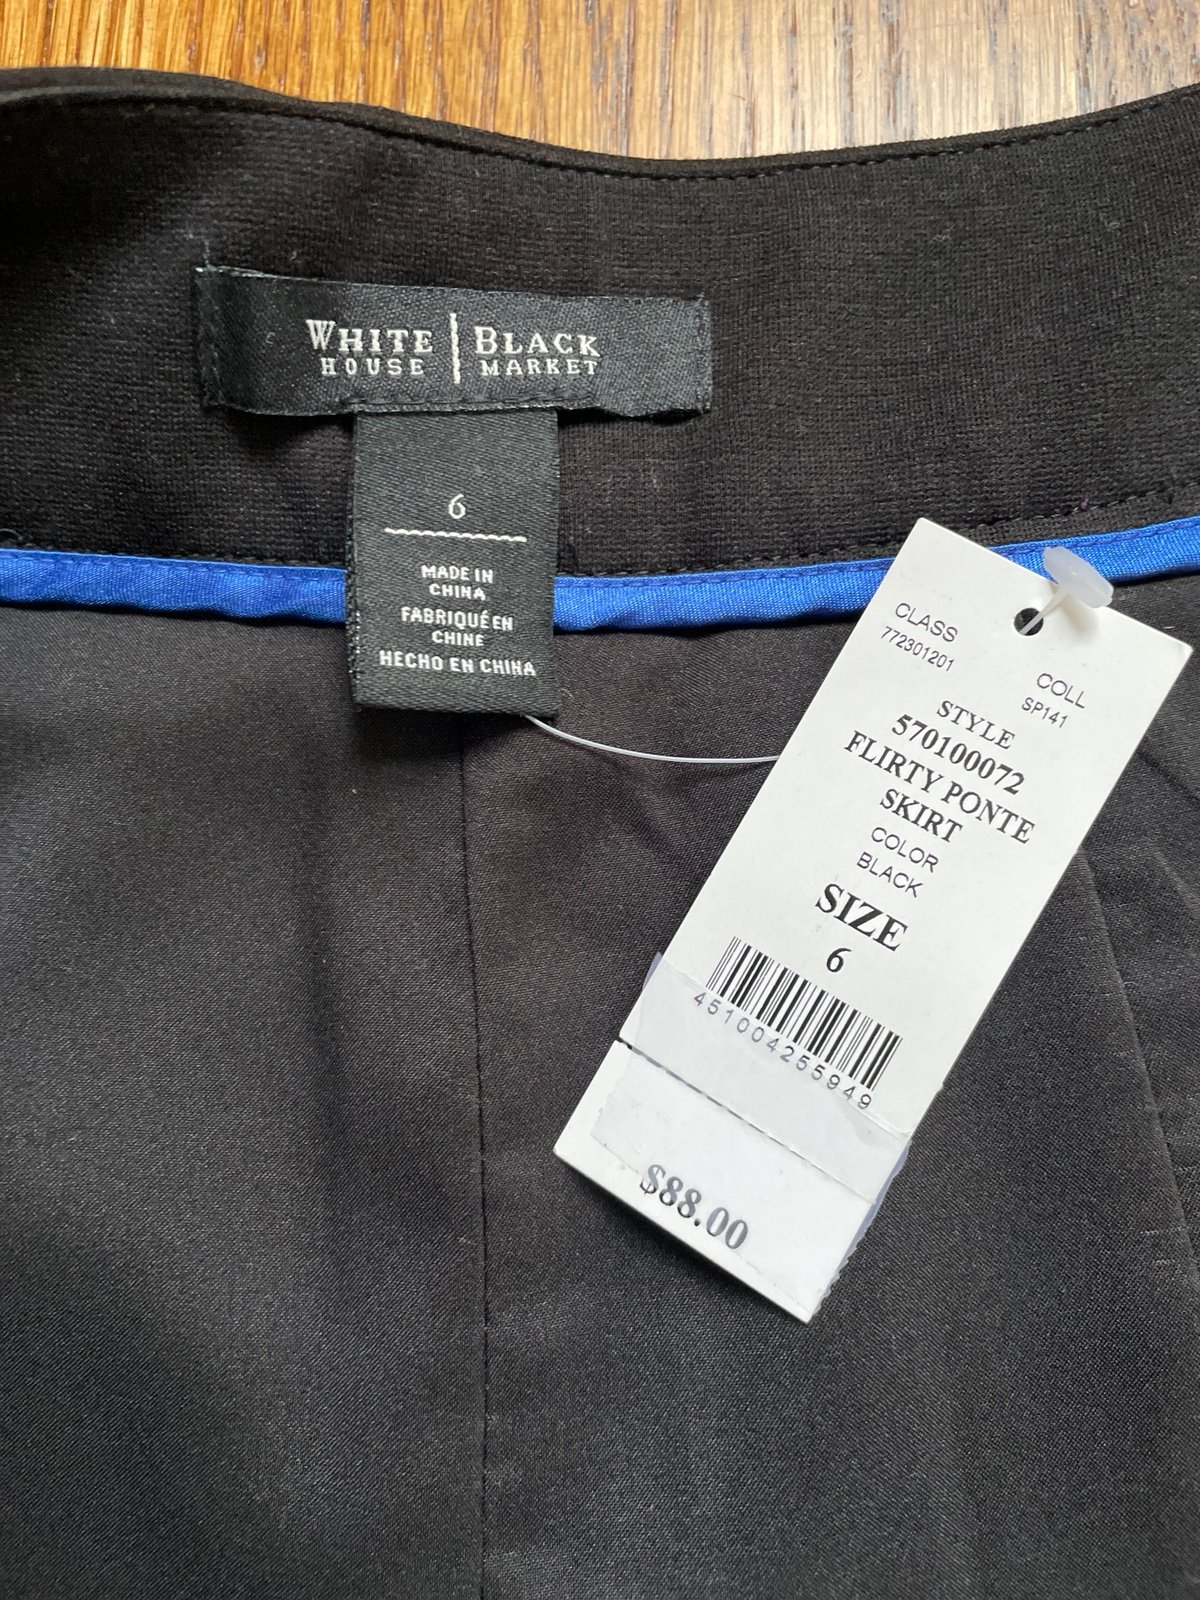 WHITE HOUSE | BLACK MARKET
6
MADE IN
CHINA
FABRIQUÉ EN
CHINE
HECHO EN CHINA
CLASS
772301201
COLL
SP141
STYLE
570100072
FLIRTY PONTE
SKIRT
COLOR
BLACK
SIZE
6
451004255949
$88.00